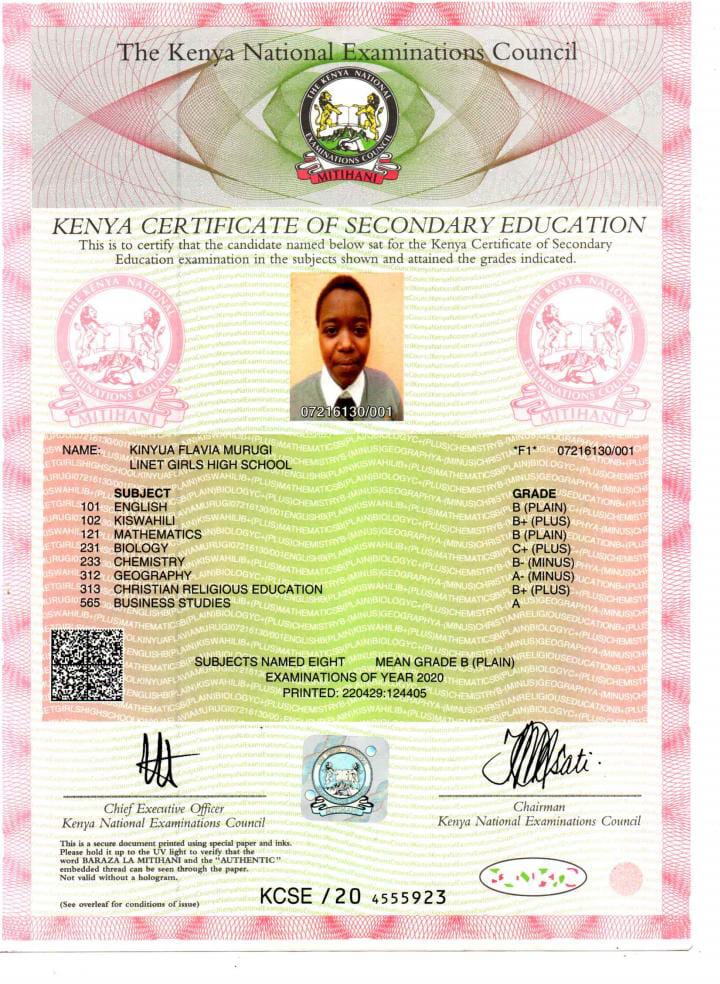 The Kenya National Examinations Council
THE KENYA NATIONAL
EXAMINATIONS COUNCIL
MITIHANI
KENYA CERTIFICATE OF SECONDARY EDUCATION
This is to certify that the candidate named below sat for the Kenya Certificate of Secondary
Education examination in the subjects shown and attained the grades indicated.
THE KENYA NATIONAL
EXAMINATIONS COUNCIL
MITIHANI
07216130/001
THE KENYA NATIONAL
EXAMINATIONS COUNCIL
MITIHANI
NAME: KINYUA FLAVIA MURUGI *F1* 07216130/001
LINET GIRLS HIGH SCHOOL
SUBJECT GRADE
101 ENGLISH B (PLAIN)
102 KISWAHILI B+ (PLUS)
121 MATHEMATICS B (PLAIN)
231 BIOLOGY C+ (PLUS)
233 CHEMISTRY B- (MINUS)
312 GEOGRAPHY A- (MINUS)
313 CHRISTIAN RELIGIOUS EDUCATION B+ (PLUS)
565 BUSINESS STUDIES A
SUBJECTS NAMED EIGHT MEAN GRADE B (PLAIN)
EXAMINATIONS OF YEAR 2020
PRINTED: 220429:124405
Chief Executive Officer
Kenya National Examinations Council
Chairman
Kenya National Examinations Council
This is a secure document printed using special paper and inks.
Please hold it up to the UV light to verify that the
word BARAZA LA MITIHANI and the "AUTHENTIC"
embedded thread can be seen through the paper.
Not valid without a hologram.
(See overleaf for conditions of issue)
KCSE /20 4555923